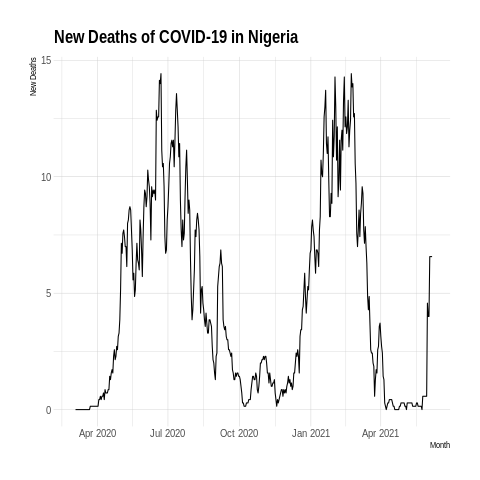 New Deaths of COVID-19 in Nigeria
New Deaths
15
10
5
0
Apr 2020 Jul 2020 Oct 2020 Jan 2021 Apr 2021
Month